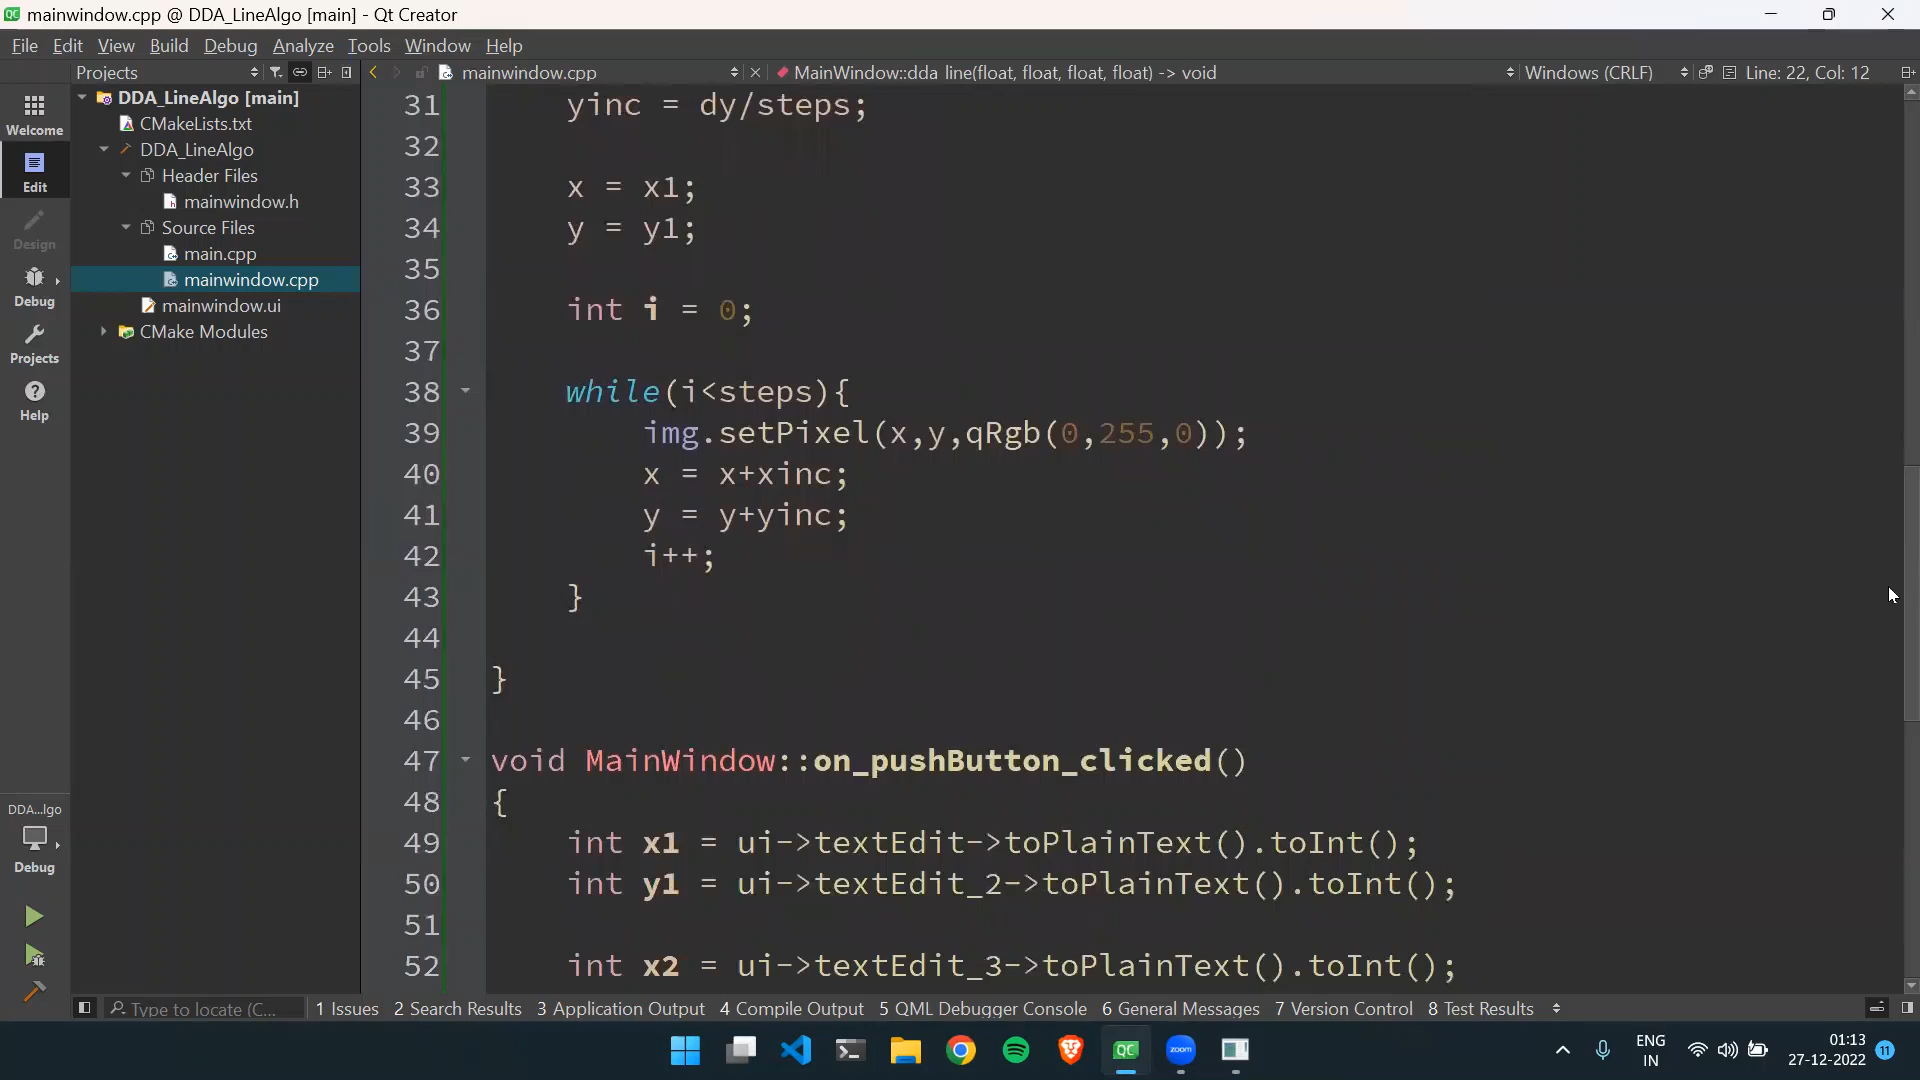 mainwindow.cpp @ DDA_LineAlgo [main] - Qt Creator
File Edit View Build Debug Analyze Tools Window Help
Projects
mainwindow.cpp
MainWindow::dda line(float, float, float, float) -> void
Windows (CRLF)
Line: 22, Col: 12
Welcome
Edit
Design
Debug
Projects
Help
DDA...lgo
Debug
DDA_LineAlgo [main]
CMakeLists.txt
DDA_LineAlgo
Header Files
mainwindow.h
Source Files
main.cpp
mainwindow.cpp
mainwindow.ui
CMake Modules
31 yinc = dy/steps;
32
33 x = x1;
34 y = y1;
35
36 int i = 0;
37
38 while(i<steps){
39 img.setPixel(x,y,qRgb(0,255,0));
40 x = x+xinc;
41 y = y+yinc;
42 i++;
43 }
44
45 }
46
47 void MainWindow::on_pushButton_clicked()
48 {
49 int x1 = ui->textEdit->toPlainText().toInt();
50 int y1 = ui->textEdit_2->toPlainText().toInt();
51
52 int x2 = ui->textEdit_3->toPlainText().toInt();
Type to locate (C...
1 Issues 2 Search Results 3 Application Output 4 Compile Output 5 QML Debugger Console 6 General Messages 7 Version Control 8 Test Results
QC
zoom
ENG
IN
01:13
27-12-2022
11